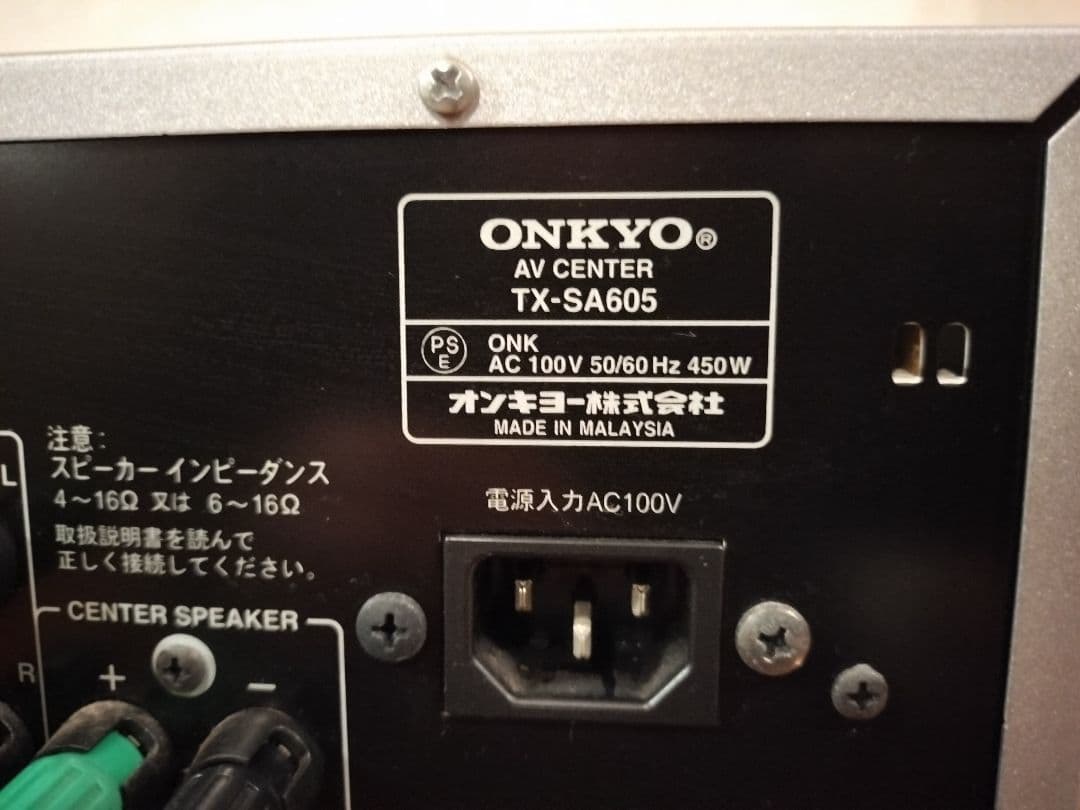 ONKYO®
AV CENTER
TX-SA605
PS
E
ONK
AC 100V 50/60Hz 450W
オンキヨー株式会社
MADE IN MALAYSIA
注意:
スピーカーインピーダンス
4～16Ω 又は 6～16Ω
取扱説明書を読んで
正しく接続してください。
電源入力AC100V
L
CENTER SPEAKER
R
+
−